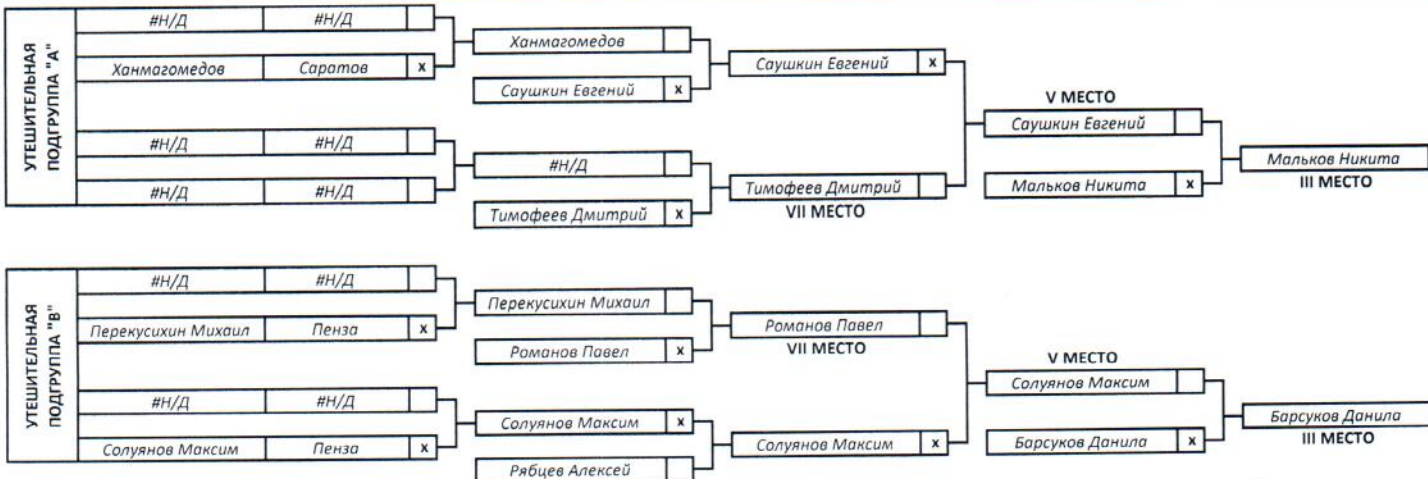 УТЕШИТЕЛЬНАЯ
ПОДГРУППА "А"
#Н/Д #Н/Д
Ханмагомедов Саратов х
#Н/Д #Н/Д
#Н/Д #Н/Д
Ханмагомедов
Саушкин Евгений х
#Н/Д
Тимофеев Дмитрий х
Саушкин Евгений х
Тимофеев Дмитрий
VII МЕСТО
V МЕСТО
Саушкин Евгений
Мальков Никита х
Мальков Никита
III МЕСТО
УТЕШИТЕЛЬНАЯ
ПОДГРУППА "В"
#Н/Д #Н/Д
Перекусихин Михаил Пенза х
#Н/Д #Н/Д
Солуянов Максим Пенза х
Перекусихин Михаил
Романов Павел х
Солуянов Максим х
Рябцев Алексей
Романов Павел
VII МЕСТО
Солуянов Максим х
V МЕСТО
Солуянов Максим
Барсуков Данила х
Барсуков Данила
III МЕСТО